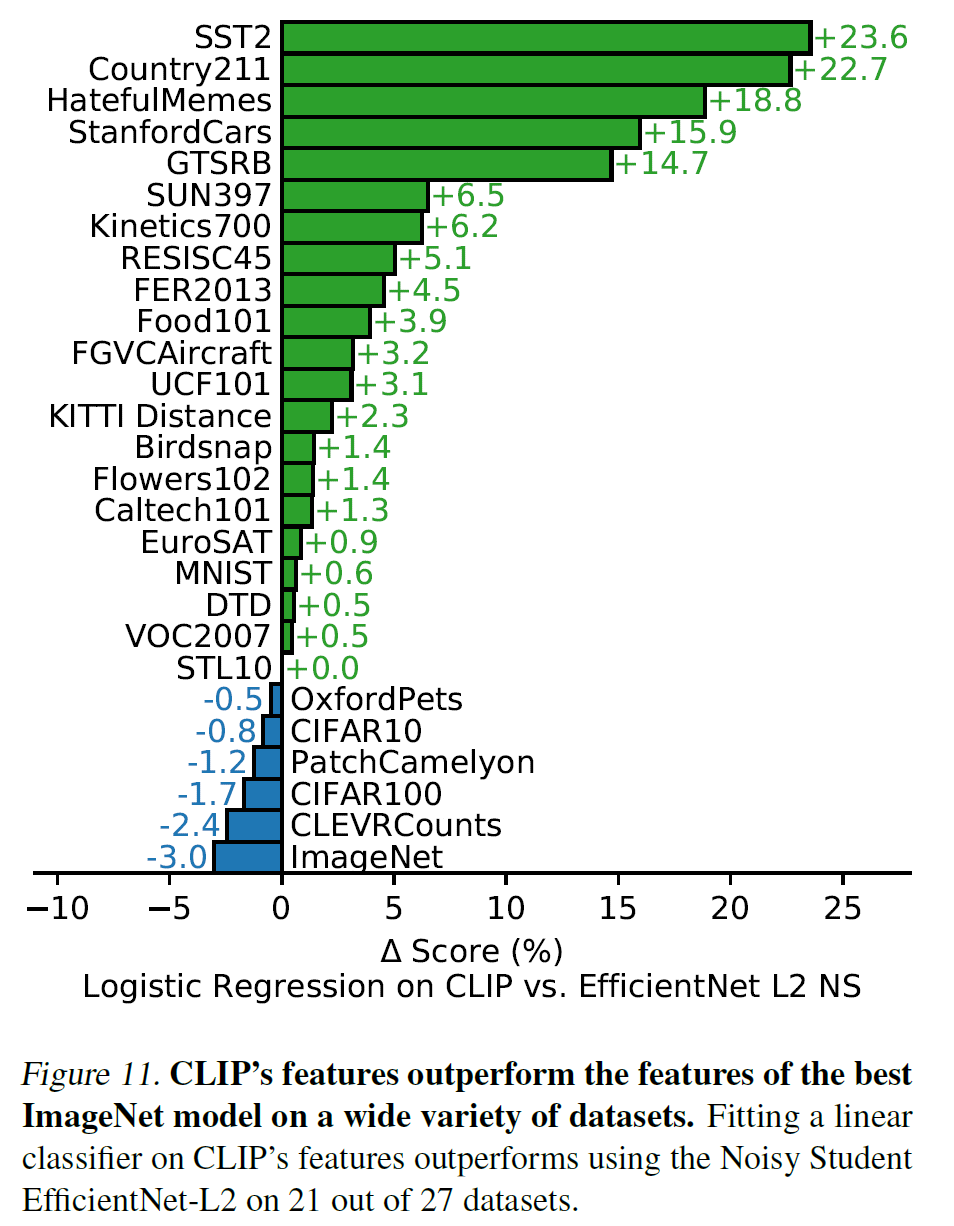 SST2 +23.6
Country211 +22.7
HatefulMemes +18.8
StanfordCars +15.9
GTSRB +14.7
SUN397 +6.5
Kinetics700 +6.2
RESISC45 +5.1
FER2013 +4.5
Food101 +3.9
FGVCAircraft +3.2
UCF101 +3.1
KITTI Distance +2.3
Birdsnap +1.4
Flowers102 +1.4
Caltech101 +1.3
EuroSAT +0.9
MNIST +0.6
DTD +0.5
VOC2007 +0.5
STL10 +0.0
-0.5 OxfordPets
-0.8 CIFAR10
-1.2 PatchCamelyon
-1.7 CIFAR100
-2.4 CLEVRCounts
-3.0 ImageNet
−10 −5 0 5 10 15 20 25
Δ Score (%)
Logistic Regression on CLIP vs. EfficientNet L2 NS
Figure 11. CLIP's features outperform the features of the best
ImageNet model on a wide variety of datasets. Fitting a linear
classifier on CLIP's features outperforms using the Noisy Student
EfficientNet-L2 on 21 out of 27 datasets.